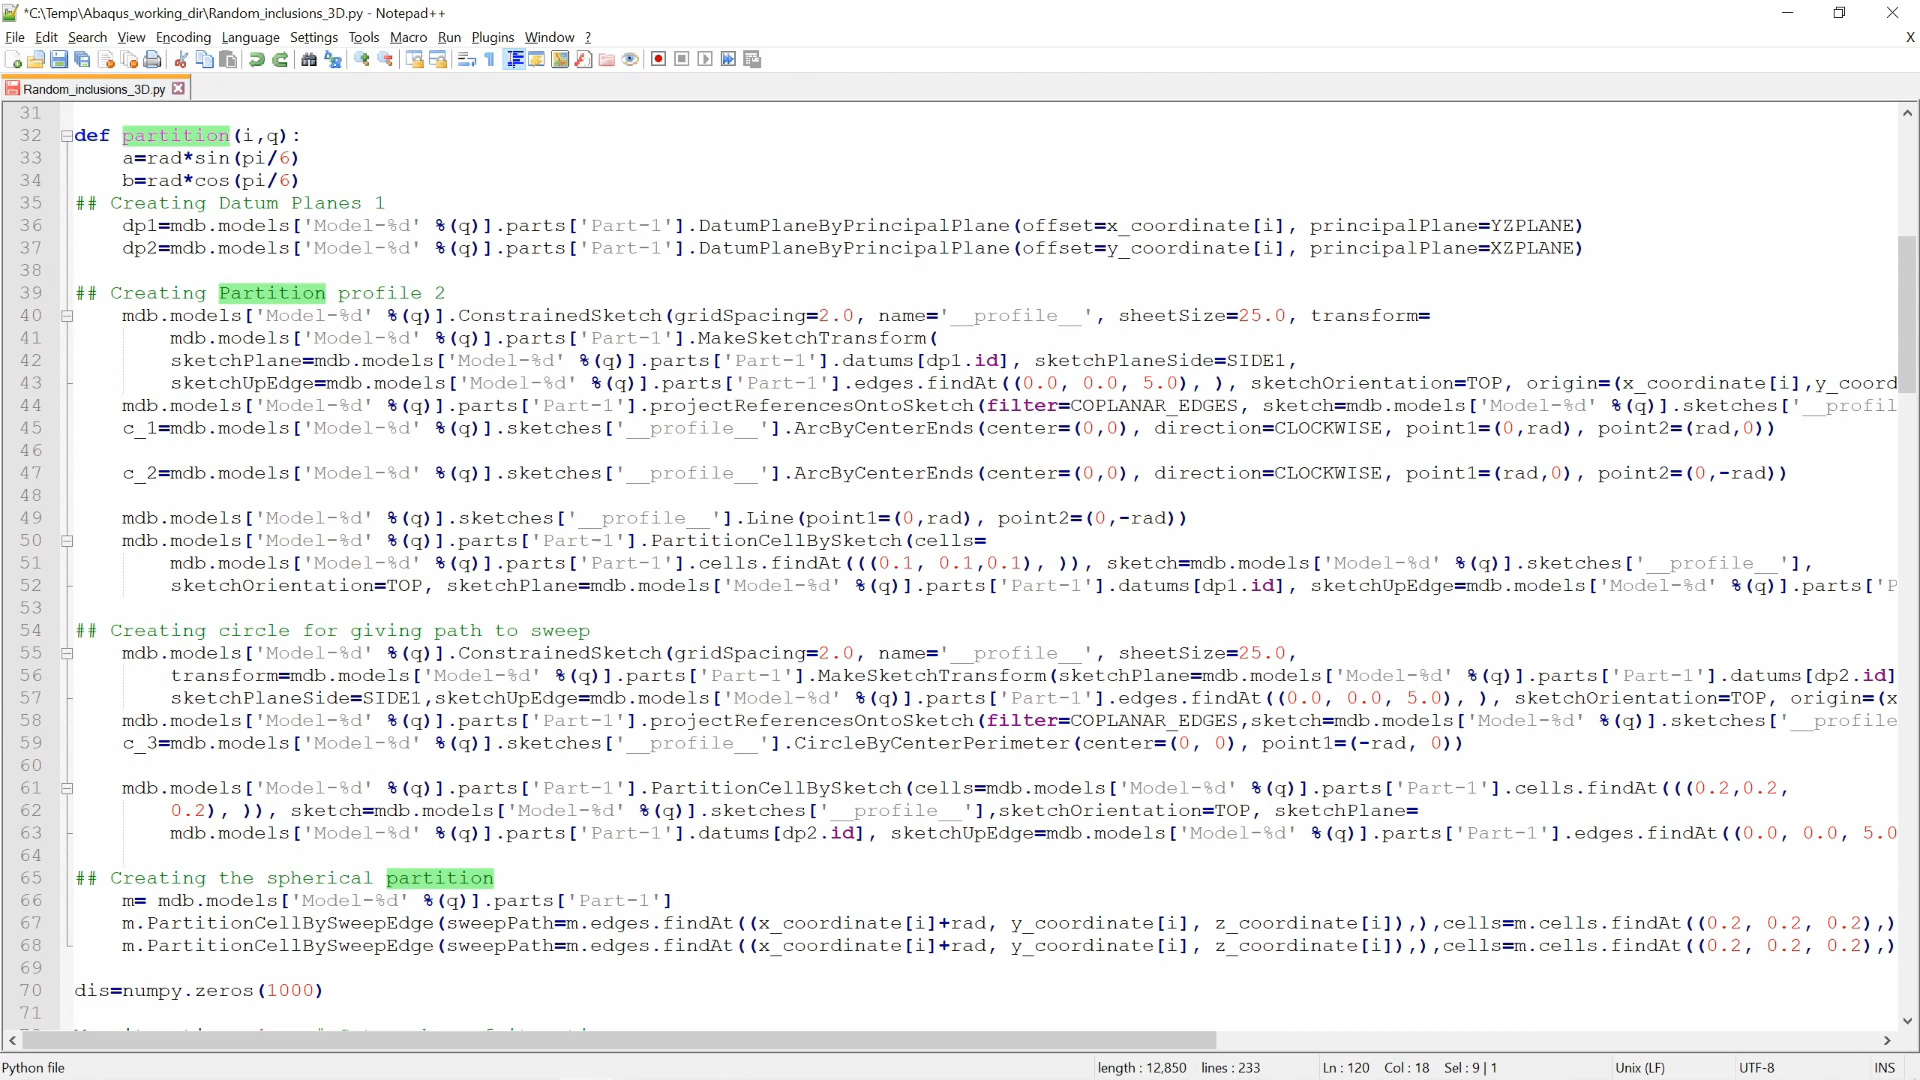 *C:\Temp\Abaqus_working_dir\Random_inclusions_3D.py - Notepad++
File Edit Search View Encoding Language Settings Tools Macro Run Plugins Window ? X
Random_inclusions_3D.py
31
32 def partition(i,q):
33 a=rad*sin(pi/6)
34 b=rad*cos(pi/6)
35 ## Creating Datum Planes 1
36 dp1=mdb.models['Model-%d' %(q)].parts['Part-1'].DatumPlaneByPrincipalPlane(offset=x_coordinate[i], principalPlane=YZPLANE)
37 dp2=mdb.models['Model-%d' %(q)].parts['Part-1'].DatumPlaneByPrincipalPlane(offset=y_coordinate[i], principalPlane=XZPLANE)
38
39 ## Creating Partition profile 2
40 mdb.models['Model-%d' %(q)].ConstrainedSketch(gridSpacing=2.0, name='__profile__', sheetSize=25.0, transform=
41 mdb.models['Model-%d' %(q)].parts['Part-1'].MakeSketchTransform(
42 sketchPlane=mdb.models['Model-%d' %(q)].parts['Part-1'].datums[dp1.id], sketchPlaneSide=SIDE1,
43 sketchUpEdge=mdb.models['Model-%d' %(q)].parts['Part-1'].edges.findAt((0.0, 0.0, 5.0), ), sketchOrientation=TOP, origin=(x_coordinate[i],y_coord
44 mdb.models['Model-%d' %(q)].parts['Part-1'].projectReferencesOntoSketch(filter=COPLANAR_EDGES, sketch=mdb.models['Model-%d' %(q)].sketches['__profil
45 c_1=mdb.models['Model-%d' %(q)].sketches['__profile__'].ArcByCenterEnds(center=(0,0), direction=CLOCKWISE, point1=(0,rad), point2=(rad,0))
46
47 c_2=mdb.models['Model-%d' %(q)].sketches['__profile__'].ArcByCenterEnds(center=(0,0), direction=CLOCKWISE, point1=(rad,0), point2=(0,-rad))
48
49 mdb.models['Model-%d' %(q)].sketches['__profile__'].Line(point1=(0,rad), point2=(0,-rad))
50 mdb.models['Model-%d' %(q)].parts['Part-1'].PartitionCellBySketch(cells=
51 mdb.models['Model-%d' %(q)].parts['Part-1'].cells.findAt(((0.1, 0.1,0.1), )), sketch=mdb.models['Model-%d' %(q)].sketches['__profile__'],
52 sketchOrientation=TOP, sketchPlane=mdb.models['Model-%d' %(q)].parts['Part-1'].datums[dp1.id], sketchUpEdge=mdb.models['Model-%d' %(q)].parts['P
53
54 ## Creating circle for giving path to sweep
55 mdb.models['Model-%d' %(q)].ConstrainedSketch(gridSpacing=2.0, name='__profile__', sheetSize=25.0,
56 transform=mdb.models['Model-%d' %(q)].parts['Part-1'].MakeSketchTransform(sketchPlane=mdb.models['Model-%d' %(q)].parts['Part-1'].datums[dp2.id]
57 sketchPlaneSide=SIDE1,sketchUpEdge=mdb.models['Model-%d' %(q)].parts['Part-1'].edges.findAt((0.0, 0.0, 5.0), ), sketchOrientation=TOP, origin=(x
58 mdb.models['Model-%d' %(q)].parts['Part-1'].projectReferencesOntoSketch(filter=COPLANAR_EDGES,sketch=mdb.models['Model-%d' %(q)].sketches['__profile
59 c_3=mdb.models['Model-%d' %(q)].sketches['__profile__'].CircleByCenterPerimeter(center=(0, 0), point1=(-rad, 0))
60
61 mdb.models['Model-%d' %(q)].parts['Part-1'].PartitionCellBySketch(cells=mdb.models['Model-%d' %(q)].parts['Part-1'].cells.findAt(((0.2,0.2,
62 0.2), )), sketch=mdb.models['Model-%d' %(q)].sketches['__profile__'],sketchOrientation=TOP, sketchPlane=
63 mdb.models['Model-%d' %(q)].parts['Part-1'].datums[dp2.id], sketchUpEdge=mdb.models['Model-%d' %(q)].parts['Part-1'].edges.findAt((0.0, 0.0, 5.0
64
65 ## Creating the spherical partition
66 m= mdb.models['Model-%d' %(q)].parts['Part-1']
67 m.PartitionCellBySweepEdge(sweepPath=m.edges.findAt((x_coordinate[i]+rad, y_coordinate[i], z_coordinate[i]),),cells=m.cells.findAt((0.2, 0.2, 0.2),)
68 m.PartitionCellBySweepEdge(sweepPath=m.edges.findAt((x_coordinate[i]+rad, y_coordinate[i], z_coordinate[i]),),cells=m.cells.findAt((0.2, 0.2, 0.2),)
69
70 dis=numpy.zeros(1000)
71
Python file length : 12,850 lines : 233 Ln : 120 Col : 18 Sel : 9 | 1 Unix (LF) UTF-8 INS